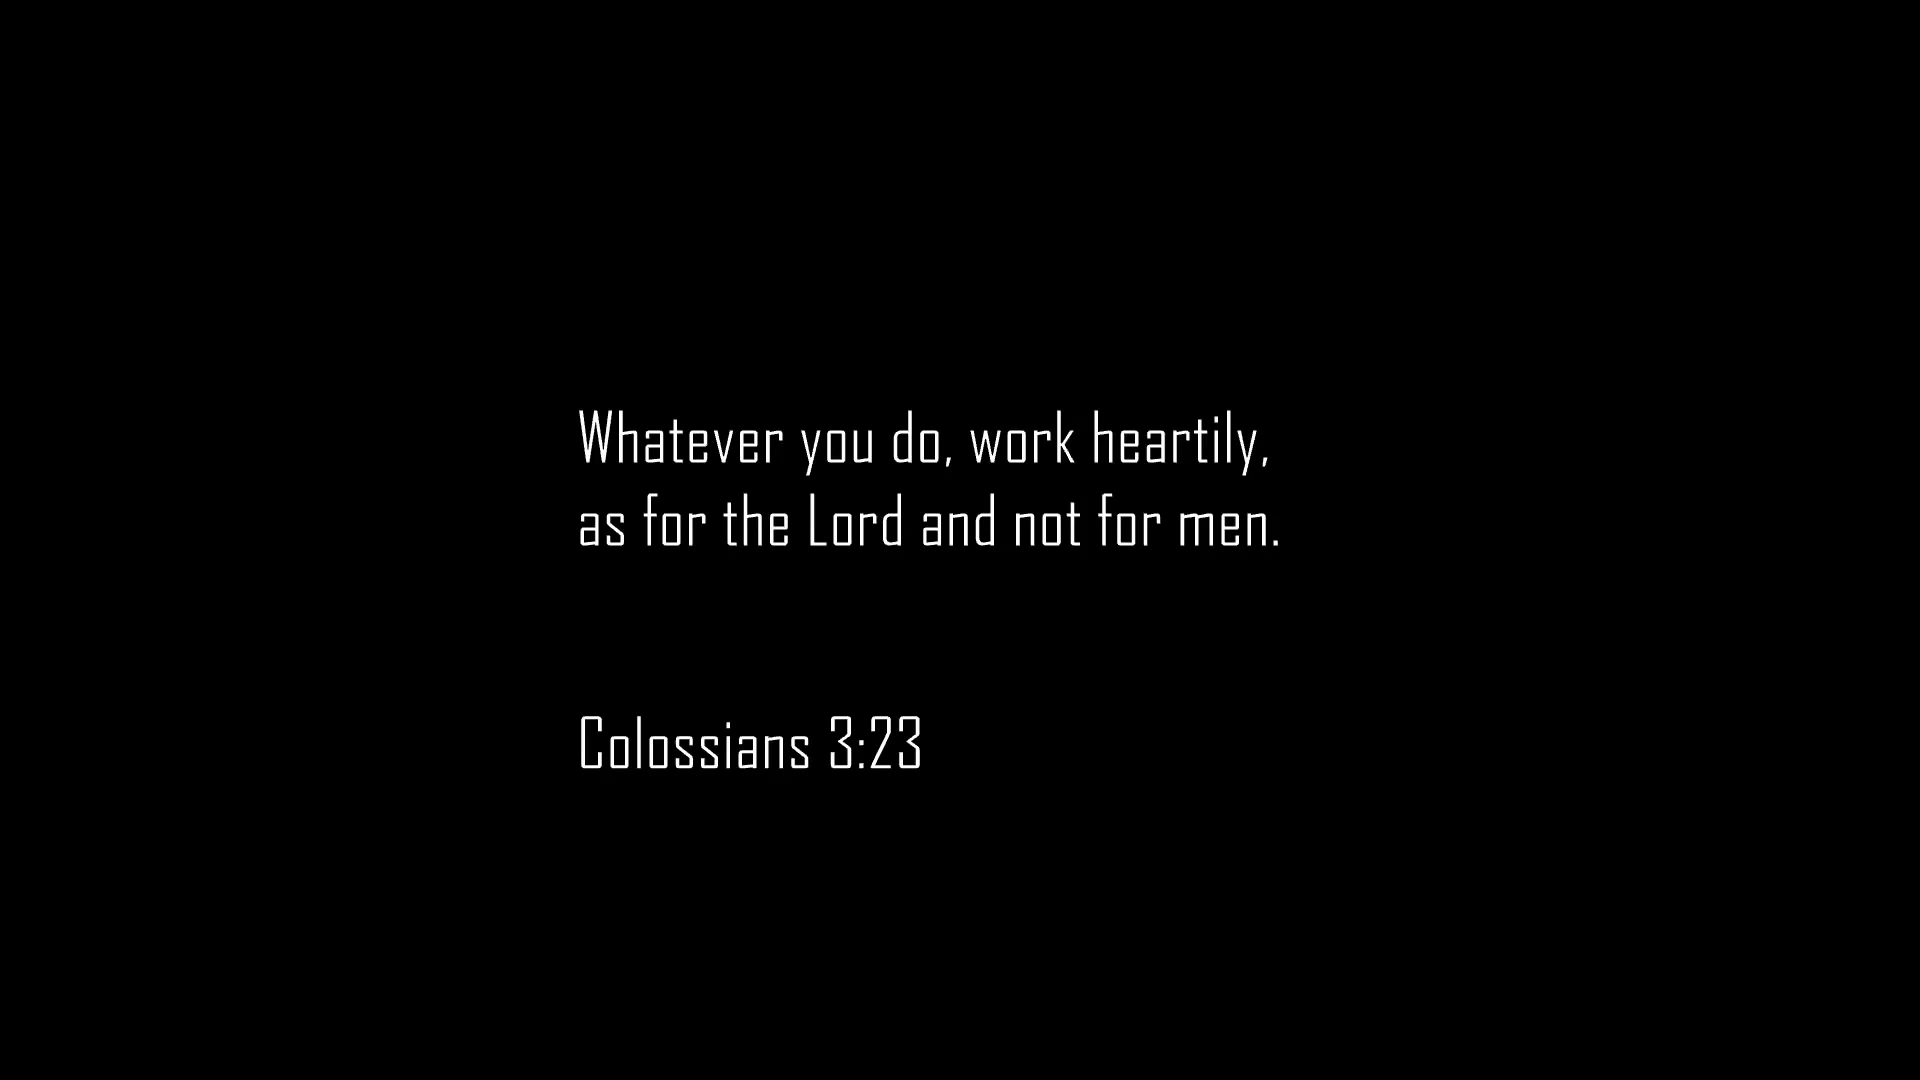 Whatever you do, work heartily,
as for the Lord and not for men.
Colossians 3:23